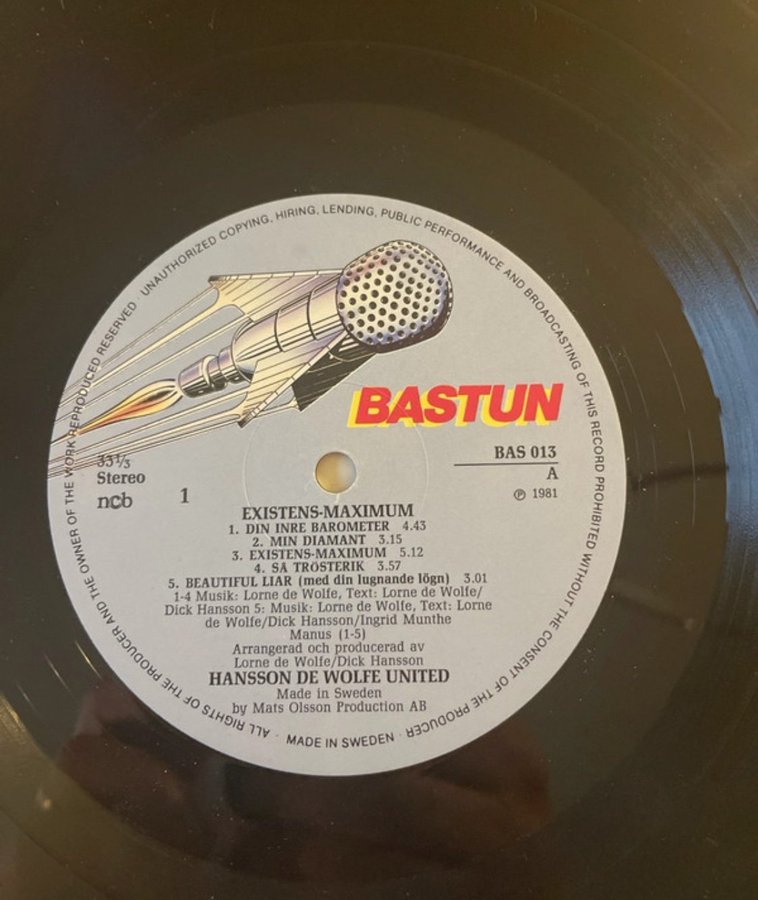 ALL RIGHTS OF THE PRODUCER AND THE OWNER OF THE WORK REPRODUCED RESERVED · UNAUTHORIZED COPYING, HIRING, LENDING, PUBLIC PERFORMANCE AND BROADCASTING OF THIS RECORD PROHIBITED WITHOUT THE CONSENT OF THE PRODUCER · MADE IN SWEDEN ·
BASTUN
33 1/3
Stereo
ncb
1
BAS 013
A
℗ 1981
EXISTENS-MAXIMUM
1. DIN INRE BAROMETER 4.43
2. MIN DIAMANT 3.15
3. EXISTENS-MAXIMUM 5.12
4. SÅ TRÖSTERIK 3.57
5. BEAUTIFUL LIAR (med din lugnande lögn) 3.01
1-4 Musik: Lorne de Wolfe, Text: Lorne de Wolfe/
Dick Hansson 5: Musik: Lorne de Wolfe, Text: Lorne
de Wolfe/Dick Hansson/Ingrid Munthe
Manus (1-5)
Arrangerad och producerad av
Lorne de Wolfe/Dick Hansson
HANSSON DE WOLFE UNITED
Made in Sweden
by Mats Olsson Production AB